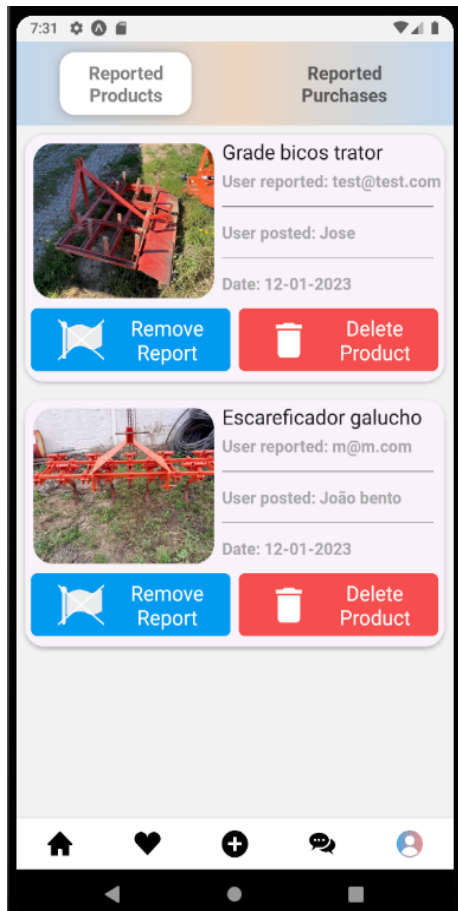 7:31
Reported
Products
Reported
Purchases
Grade bicos trator
User reported: test@test.com
User posted: Jose
Date: 12-01-2023
Remove
Report
Delete
Product
Escareficador galucho
User reported: m@m.com
User posted: João bento
Date: 12-01-2023
Remove
Report
Delete
Product